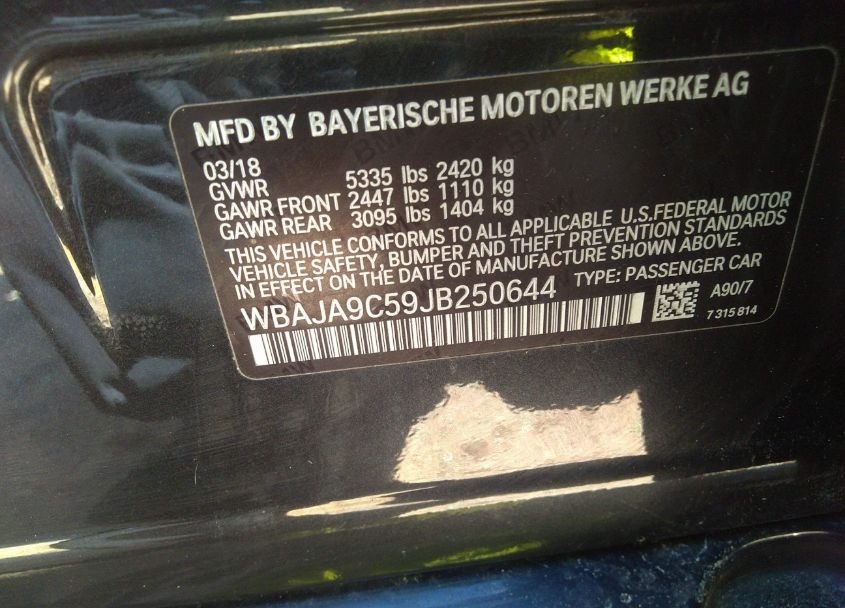 MFD BY BAYERISCHE MOTOREN WERKE AG
03/18
GVWR 5335 lbs 2420 kg
GAWR FRONT 2447 lbs 1110 kg
GAWR REAR 3095 lbs 1404 kg
THIS VEHICLE CONFORMS TO ALL APPLICABLE U.S.FEDERAL MOTOR
VEHICLE SAFETY, BUMPER AND THEFT PREVENTION STANDARDS
IN EFFECT ON THE DATE OF MANUFACTURE SHOWN ABOVE.
WBAJA9C59JB250644 TYPE: PASSENGER CAR
A90/7
7 315 814